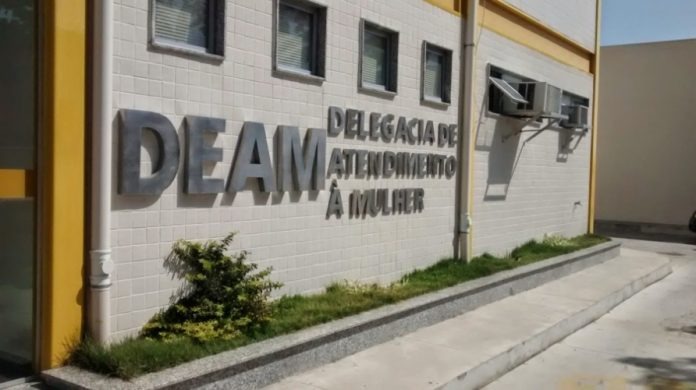 DEAM
DELEGACIA DE
ATENDIMENTO
À MULHER